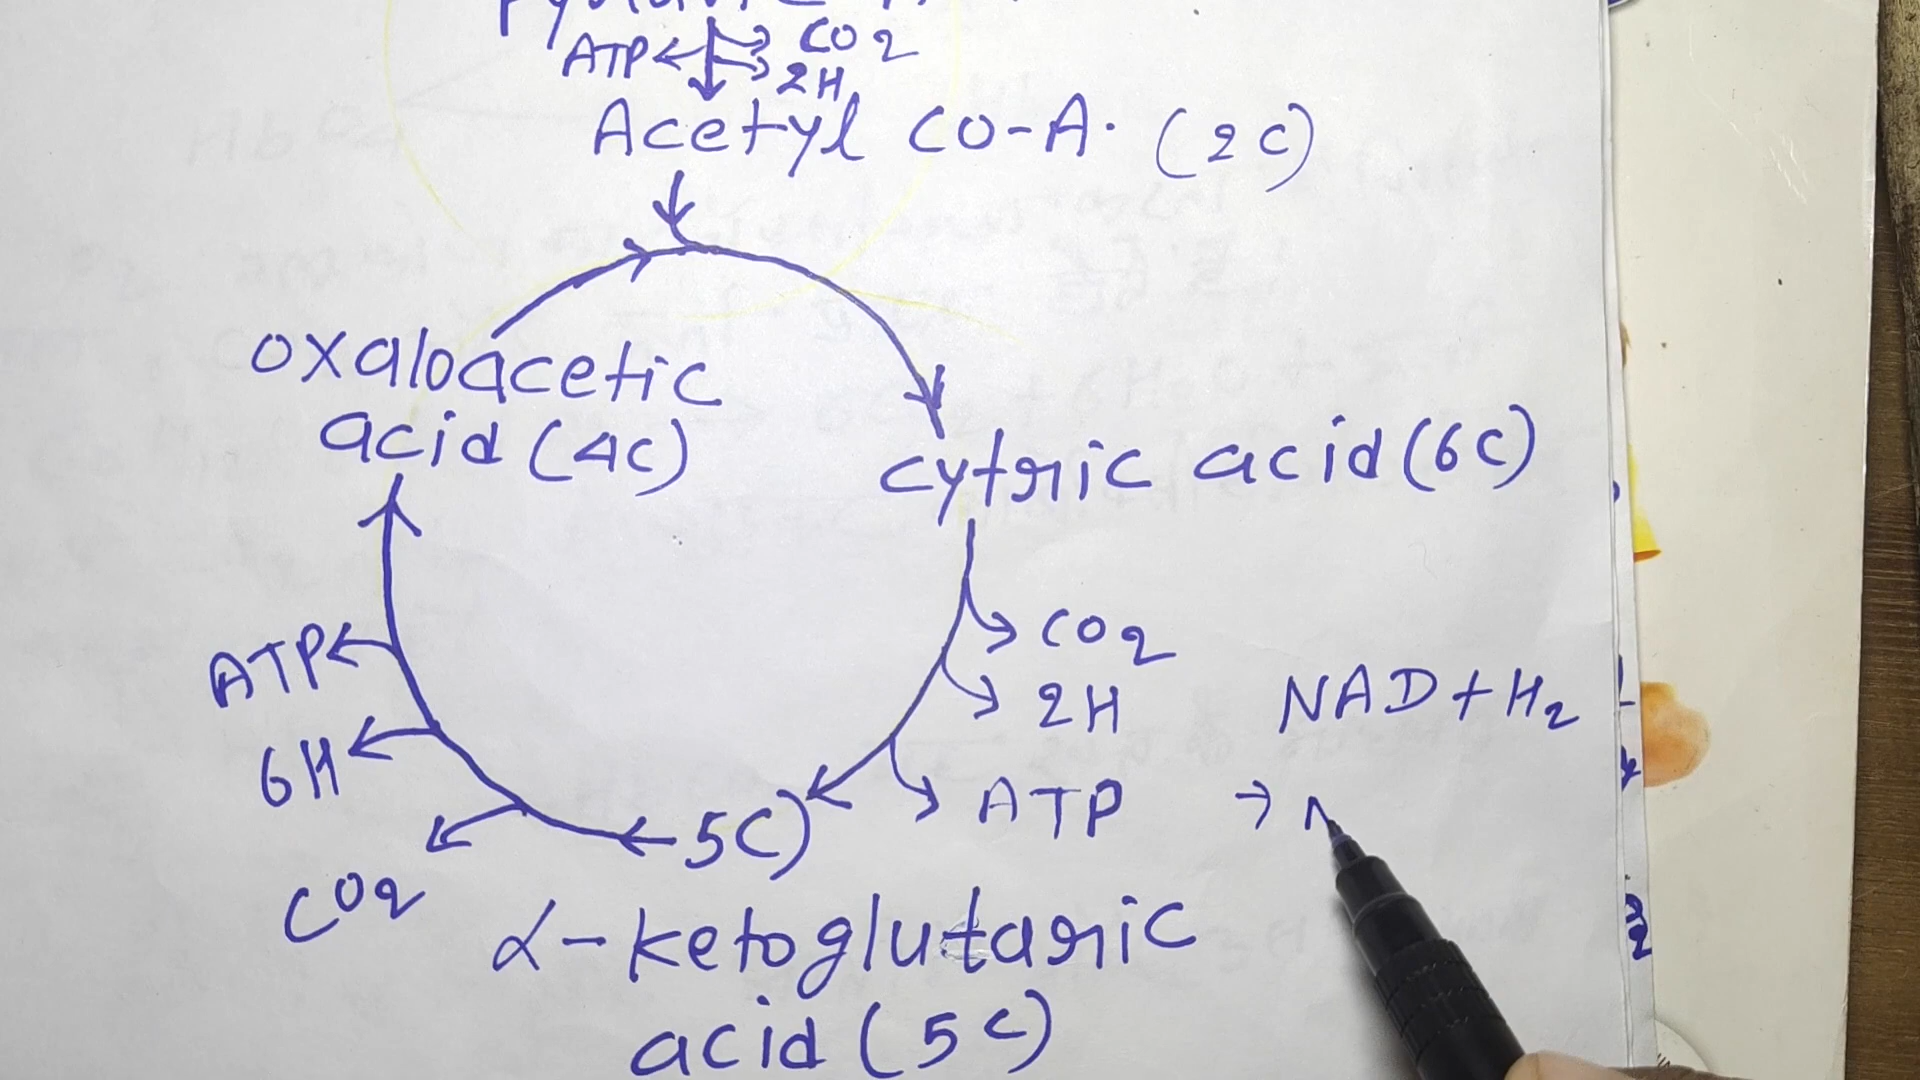 ATP CO2
2H
Acetyl CO-A. (2C)
oxaloacetic
acid (4C)
cytric acid (6C)
CO2
2H
NAD+H2
ATP
→
ATP
6H
CO2
5C)
α-ketoglutaric
acid (5C)